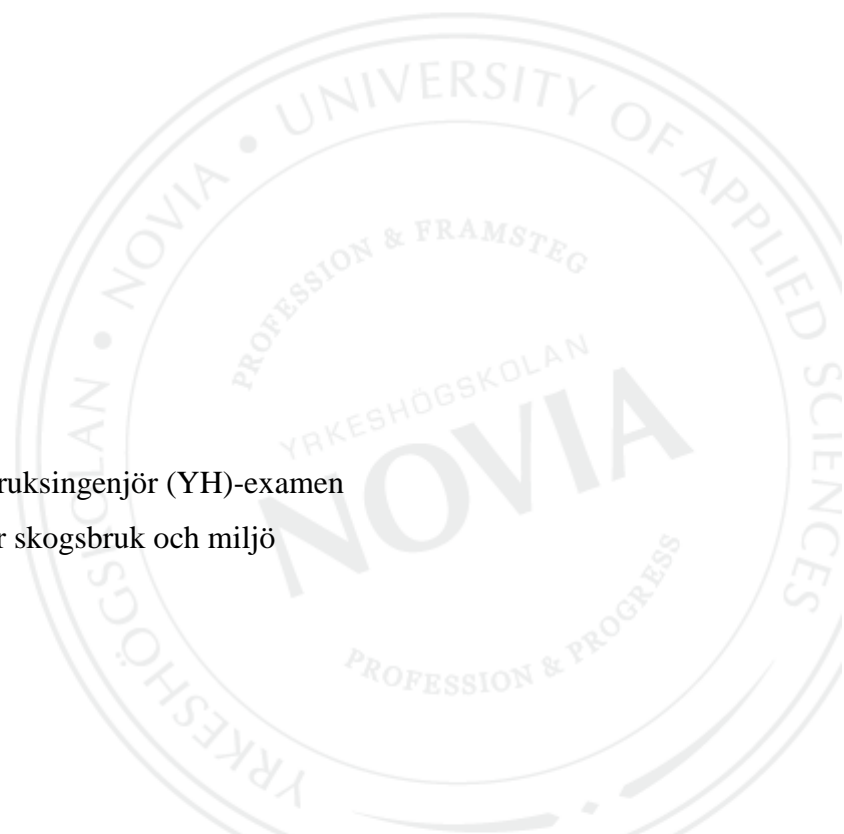 YRKESHÖGSKOLAN • NOVIA • UNIVERSITY OF APPLIED SCIENCES
PROFESSION & FRAMSTEG
YRKESHÖGSKOLAN
NOVIA
ruksingenjör (YH)-examen
r skogsbruk och miljö
PROFESSION & PROGRESS